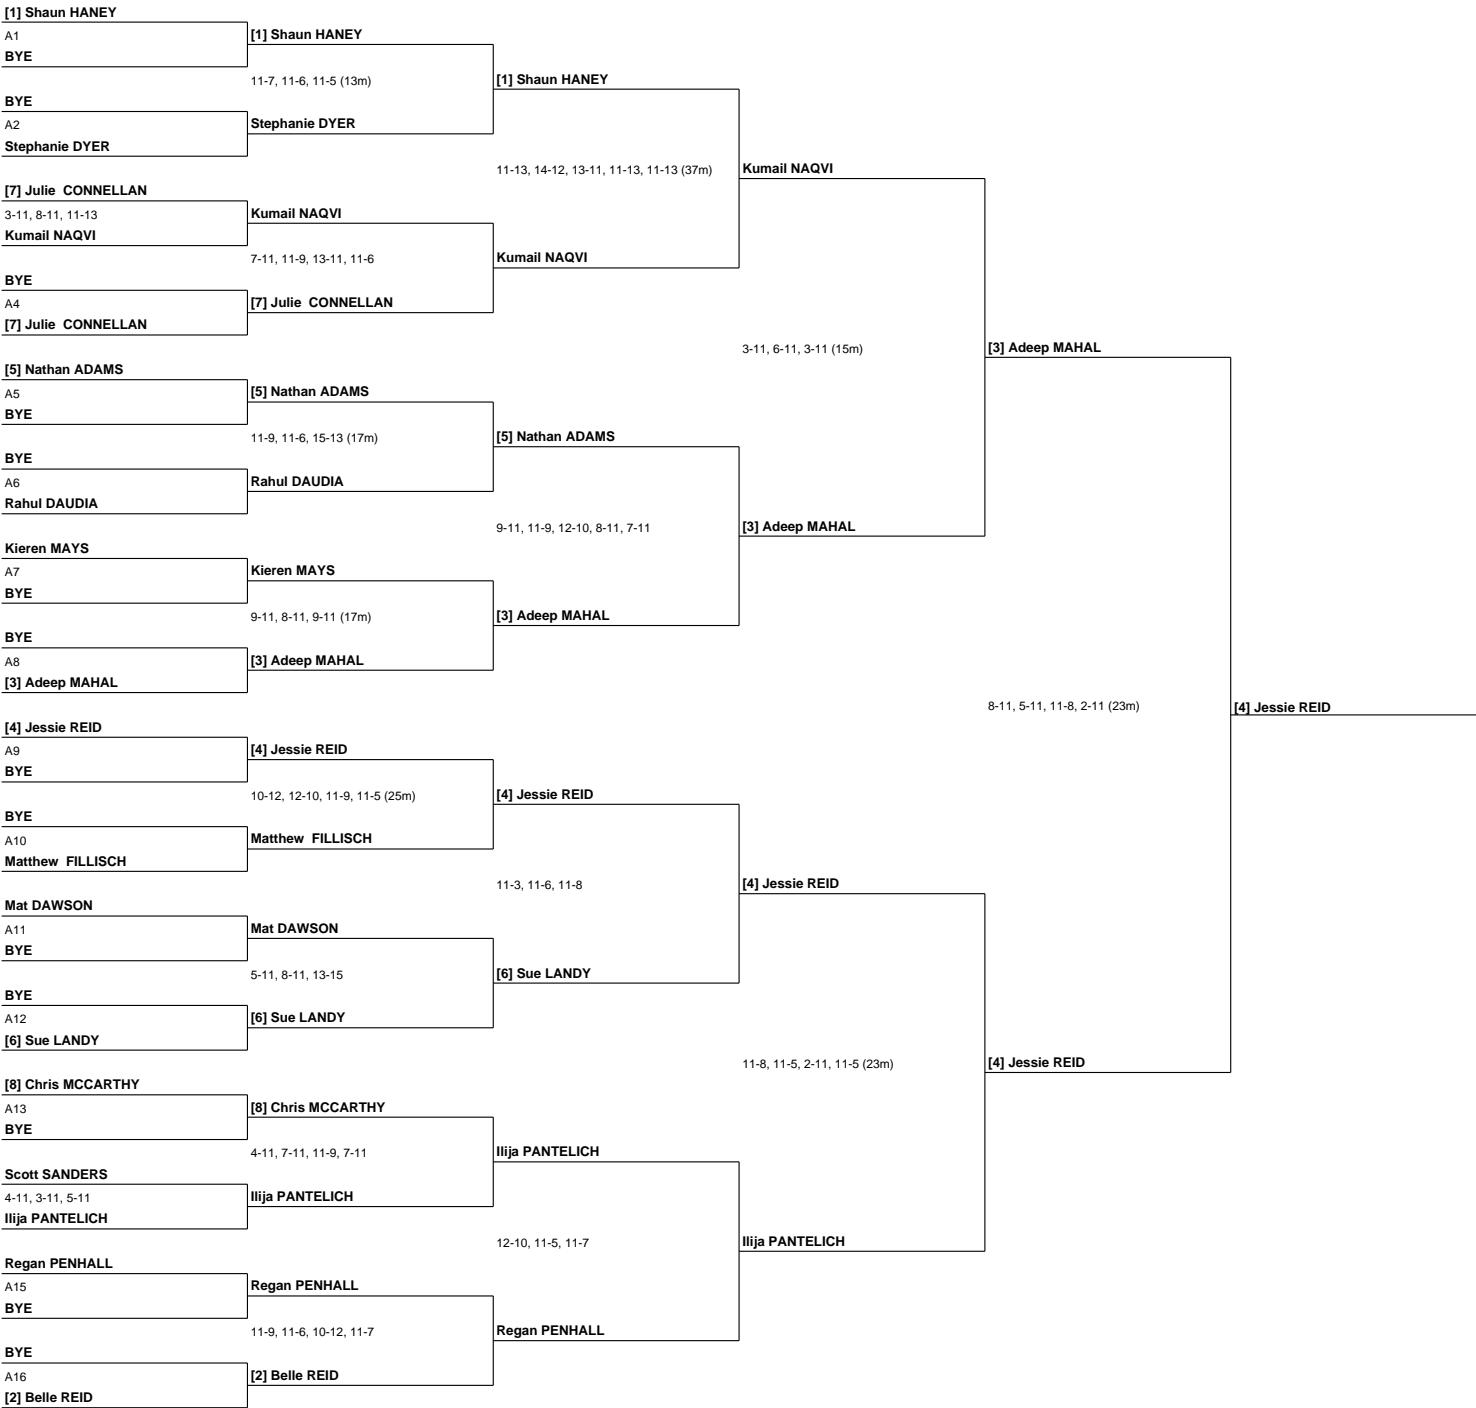 [1] Shaun HANEY
A1
BYE
BYE
A2
Stephanie DYER
[7] Julie  CONNELLAN
3-11, 8-11, 11-13
Kumail NAQVI
BYE
A4
[7] Julie  CONNELLAN
[5] Nathan ADAMS
A5
BYE
BYE
A6
Rahul DAUDIA
Kieren MAYS
A7
BYE
BYE
A8
[3] Adeep MAHAL
[4] Jessie REID
A9
BYE
BYE
A10
Matthew  FILLISCH
Mat DAWSON
A11
BYE
BYE
A12
[6] Sue LANDY
[8] Chris MCCARTHY
A13
BYE
Scott SANDERS
4-11, 3-11, 5-11
Ilija PANTELICH
Regan PENHALL
A15
BYE
BYE
A16
[2] Belle REID
[1] Shaun HANEY
11-7, 11-6, 11-5 (13m)
Stephanie DYER
Kumail NAQVI
7-11, 11-9, 13-11, 11-6
[7] Julie  CONNELLAN
[5] Nathan ADAMS
11-9, 11-6, 15-13 (17m)
Rahul DAUDIA
Kieren MAYS
9-11, 8-11, 9-11 (17m)
[3] Adeep MAHAL
[4] Jessie REID
10-12, 12-10, 11-9, 11-5 (25m)
Matthew  FILLISCH
Mat DAWSON
5-11, 8-11, 13-15
[6] Sue LANDY
[8] Chris MCCARTHY
4-11, 7-11, 11-9, 7-11
Ilija PANTELICH
Regan PENHALL
11-9, 11-6, 10-12, 11-7
[2] Belle REID
[1] Shaun HANEY
11-13, 14-12, 13-11, 11-13, 11-13 (37m)
Kumail NAQVI
[5] Nathan ADAMS
9-11, 11-9, 12-10, 8-11, 7-11
[3] Adeep MAHAL
[4] Jessie REID
11-3, 11-6, 11-8
[6] Sue LANDY
Ilija PANTELICH
12-10, 11-5, 11-7
Regan PENHALL
Kumail NAQVI
3-11, 6-11, 3-11 (15m)
[3] Adeep MAHAL
[4] Jessie REID
11-8, 11-5, 2-11, 11-5 (23m)
Ilija PANTELICH
[3] Adeep MAHAL
8-11, 5-11, 11-8, 2-11 (23m)
[4] Jessie REID
[4] Jessie REID